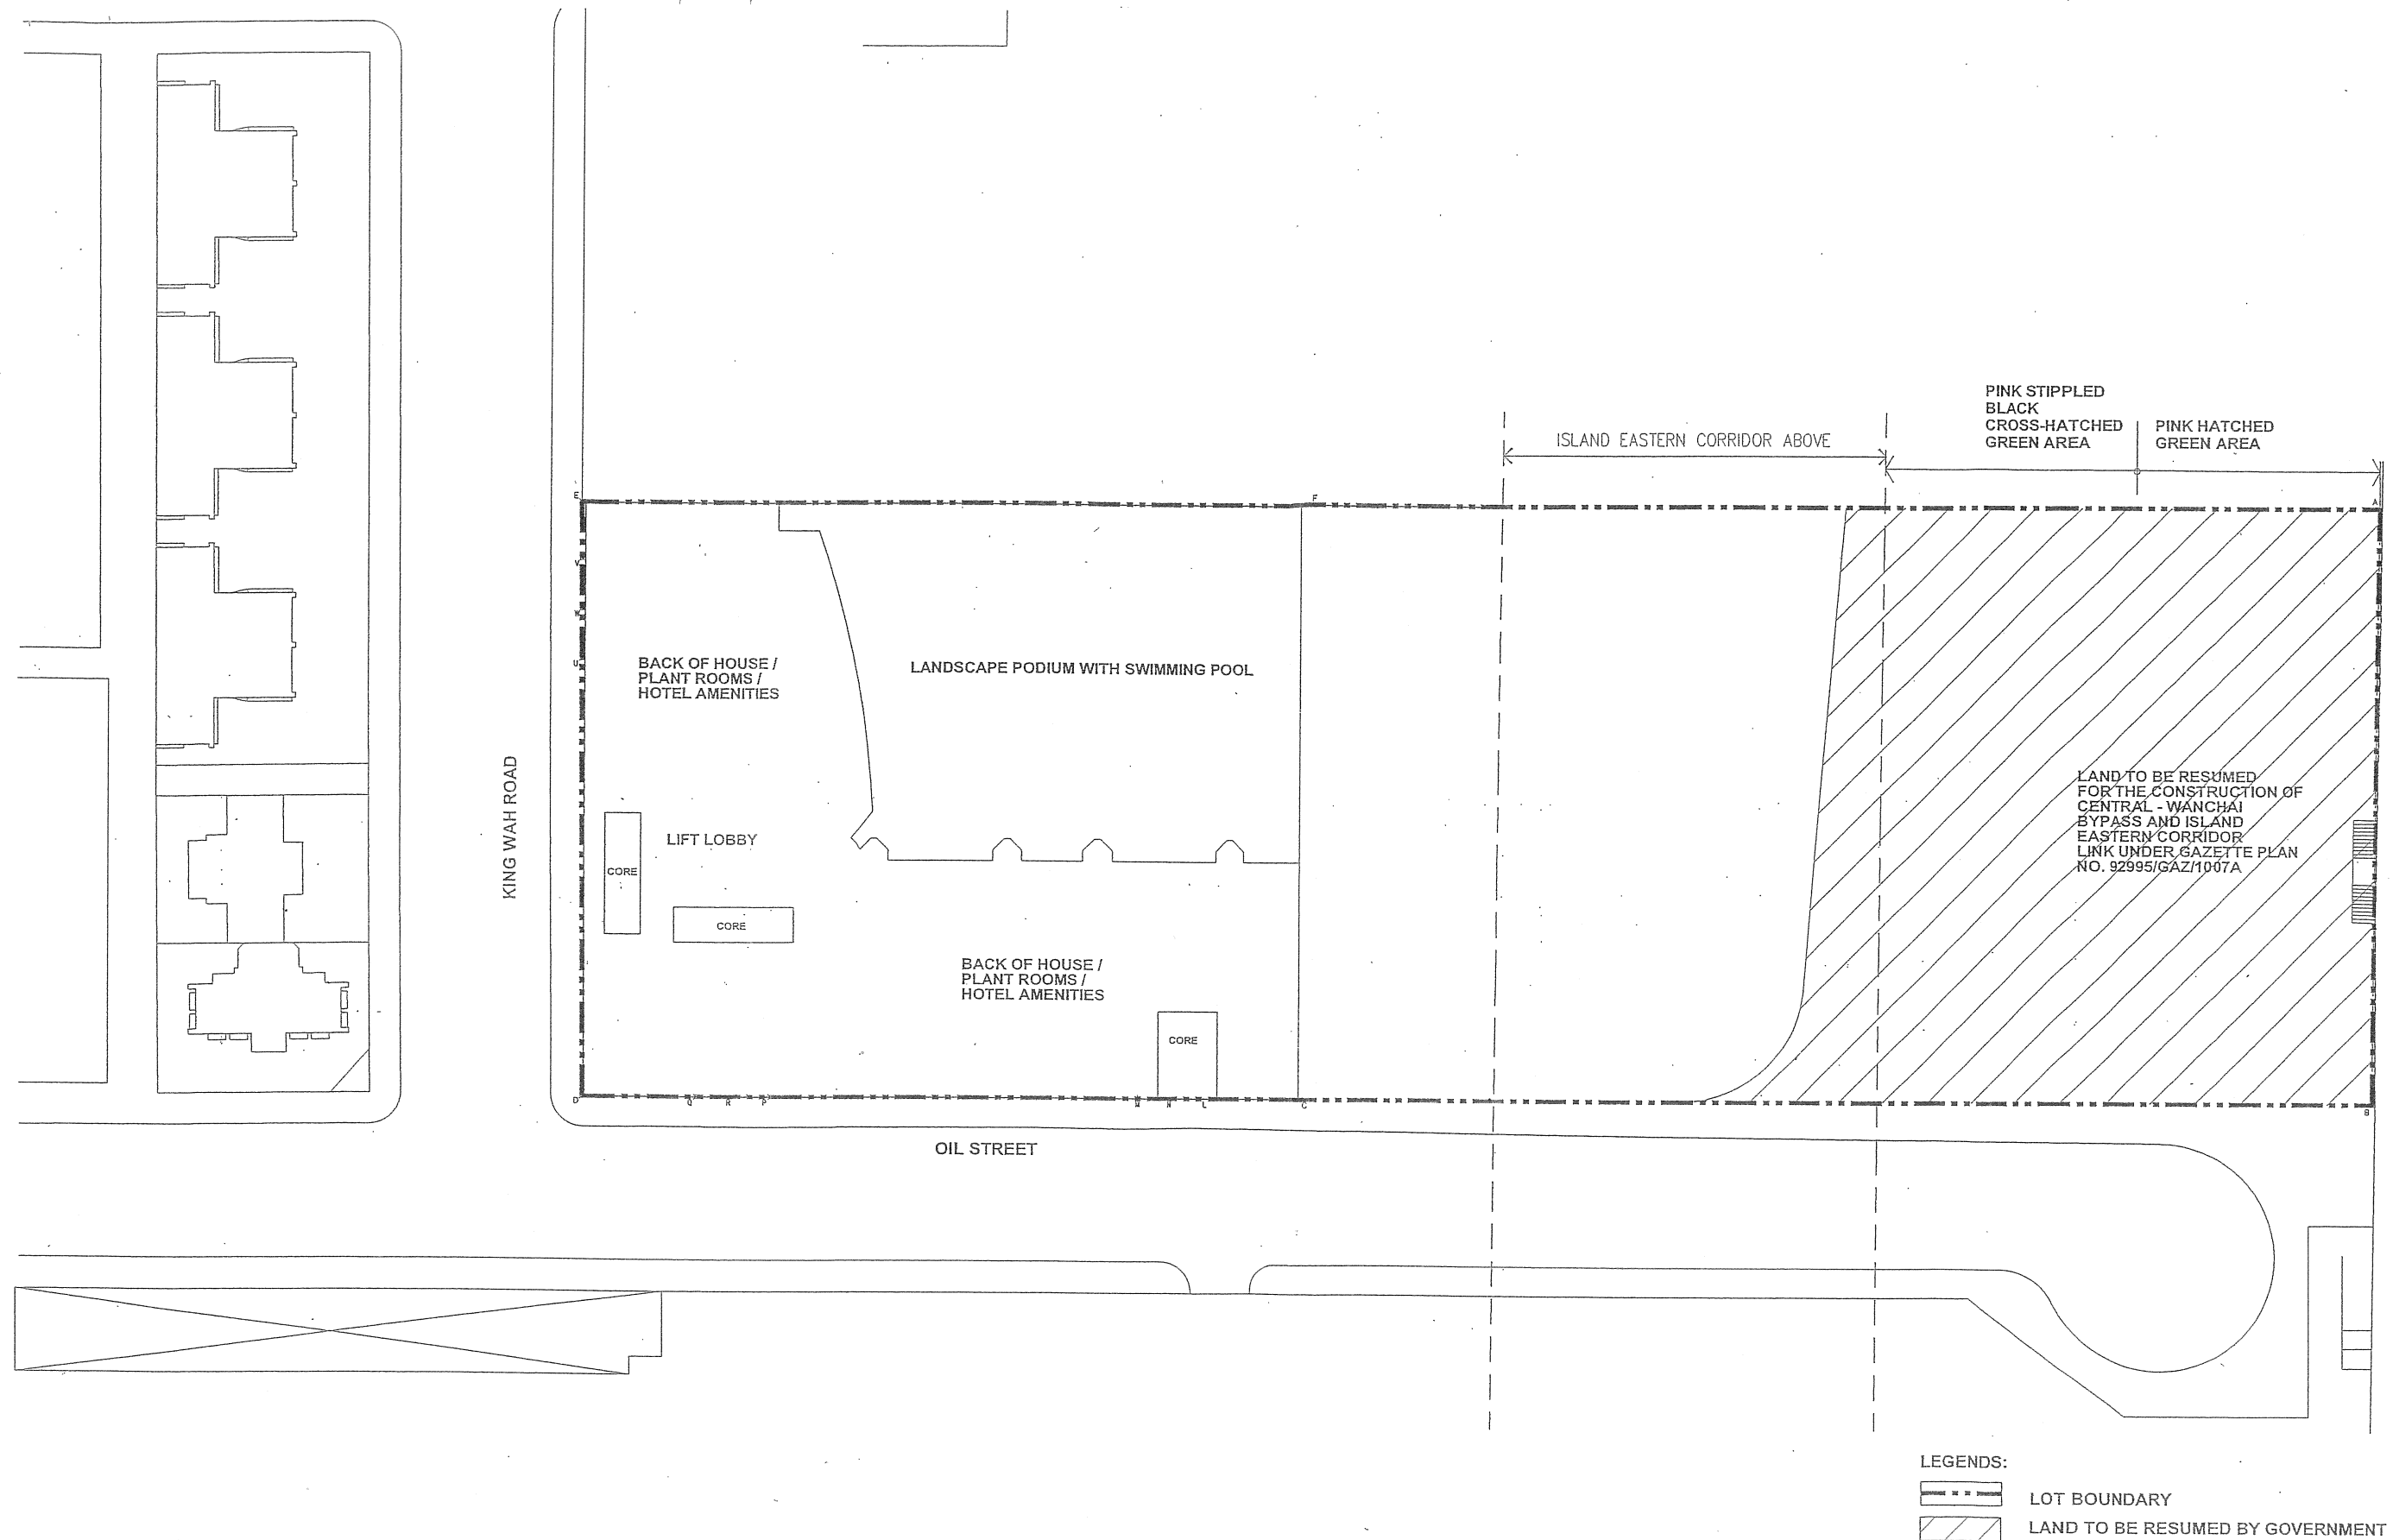 PINK STIPPLED
BLACK
CROSS-HATCHED
GREEN AREA
PINK HATCHED
GREEN AREA
ISLAND EASTERN CORRIDOR ABOVE
E
F
A
V
W
U
BACK OF HOUSE /
PLANT ROOMS /
HOTEL AMENITIES
LANDSCAPE PODIUM WITH SWIMMING POOL
KING WAH ROAD
LAND TO BE RESUMED
FOR THE CONSTRUCTION OF
CENTRAL - WANCHAI
BYPASS AND ISLAND
EASTERN CORRIDOR
LINK UNDER GAZETTE PLAN
NO. 92995/GAZ/1007A
LIFT LOBBY
CORE
CORE
BACK OF HOUSE /
PLANT ROOMS /
HOTEL AMENITIES
CORE
D
Q
R
P
N
L
B
OIL STREET
LEGENDS:
LOT BOUNDARY
LAND TO BE RESUMED BY GOVERNMENT